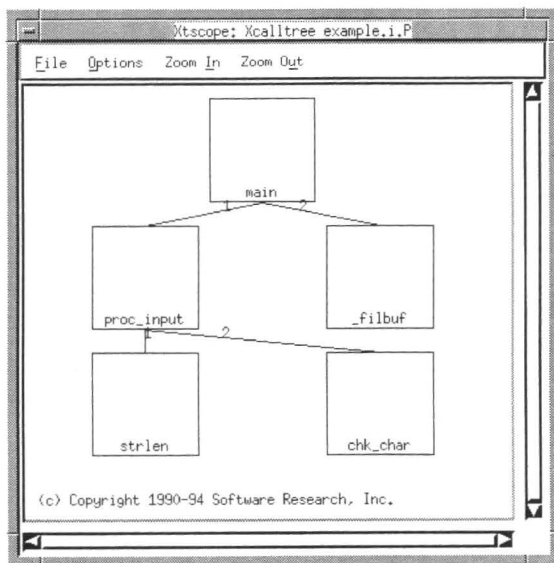 Xtscope: Xcalltree example.i.P
File Options Zoom In Zoom Out
main
1 2
proc_input _filbuf
1 2
strlen chk_char
(c) Copyright 1990-94 Software Research, Inc.